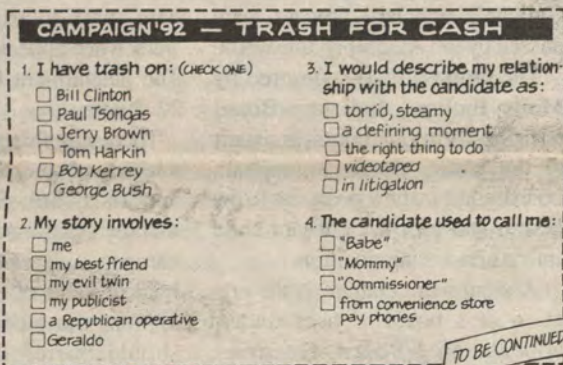 CAMPAIGN '92 — TRASH FOR CASH
1. I have trash on: (CHECK ONE)
Bill Clinton
Paul Tsongas
Jerry Brown
Tom Harkin
Bob Kerrey
George Bush
2. My story involves:
me
my best friend
my evil twin
my publicist
a Republican operative
Geraldo
3. I would describe my relation-
ship with the candidate as:
torrid, steamy
a defining moment
the right thing to do
videotaped
in litigation
4. The candidate used to call me:
"Babe"
"Mommy"
"Commissioner"
from convenience store
pay phones
TO BE CONTINUED